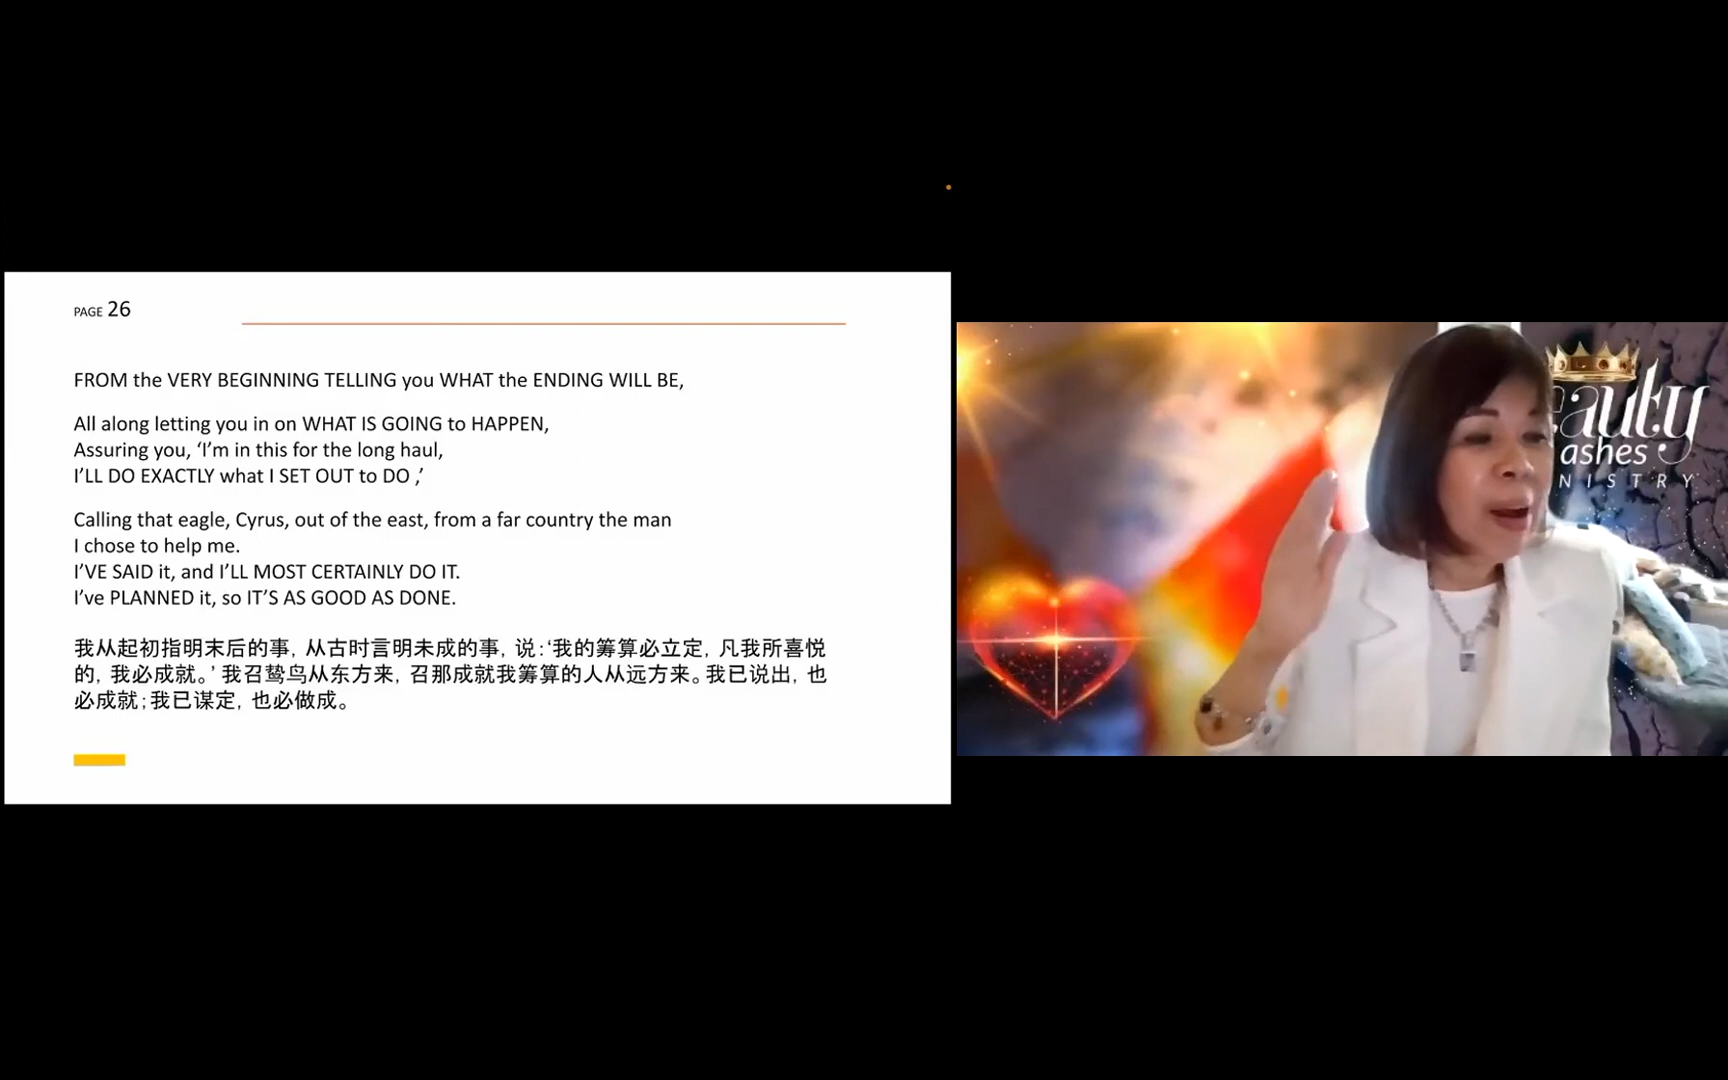 PAGE 26
FROM the VERY BEGINNING TELLING you WHAT the ENDING WILL BE,
All along letting you in on WHAT IS GOING to HAPPEN,
Assuring you, ‘I’m in this for the long haul,
I’LL DO EXACTLY what I SET OUT to DO ,’
Calling that eagle, Cyrus, out of the east, from a far country the man
I chose to help me.
I’VE SAID it, and I’LL MOST CERTAINLY DO IT.
I’ve PLANNED it, so IT’S AS GOOD AS DONE.
我从起初指明末后的事，从古时言明未成的事，说：‘我的筹算必立定，凡我所喜悦
的，我必成就。’ 我召鸷鸟从东方来，召那成就我筹算的人从远方来。我已说出，也
必成就；我已谋定，也必做成。
eauty
ashes
NISTRY